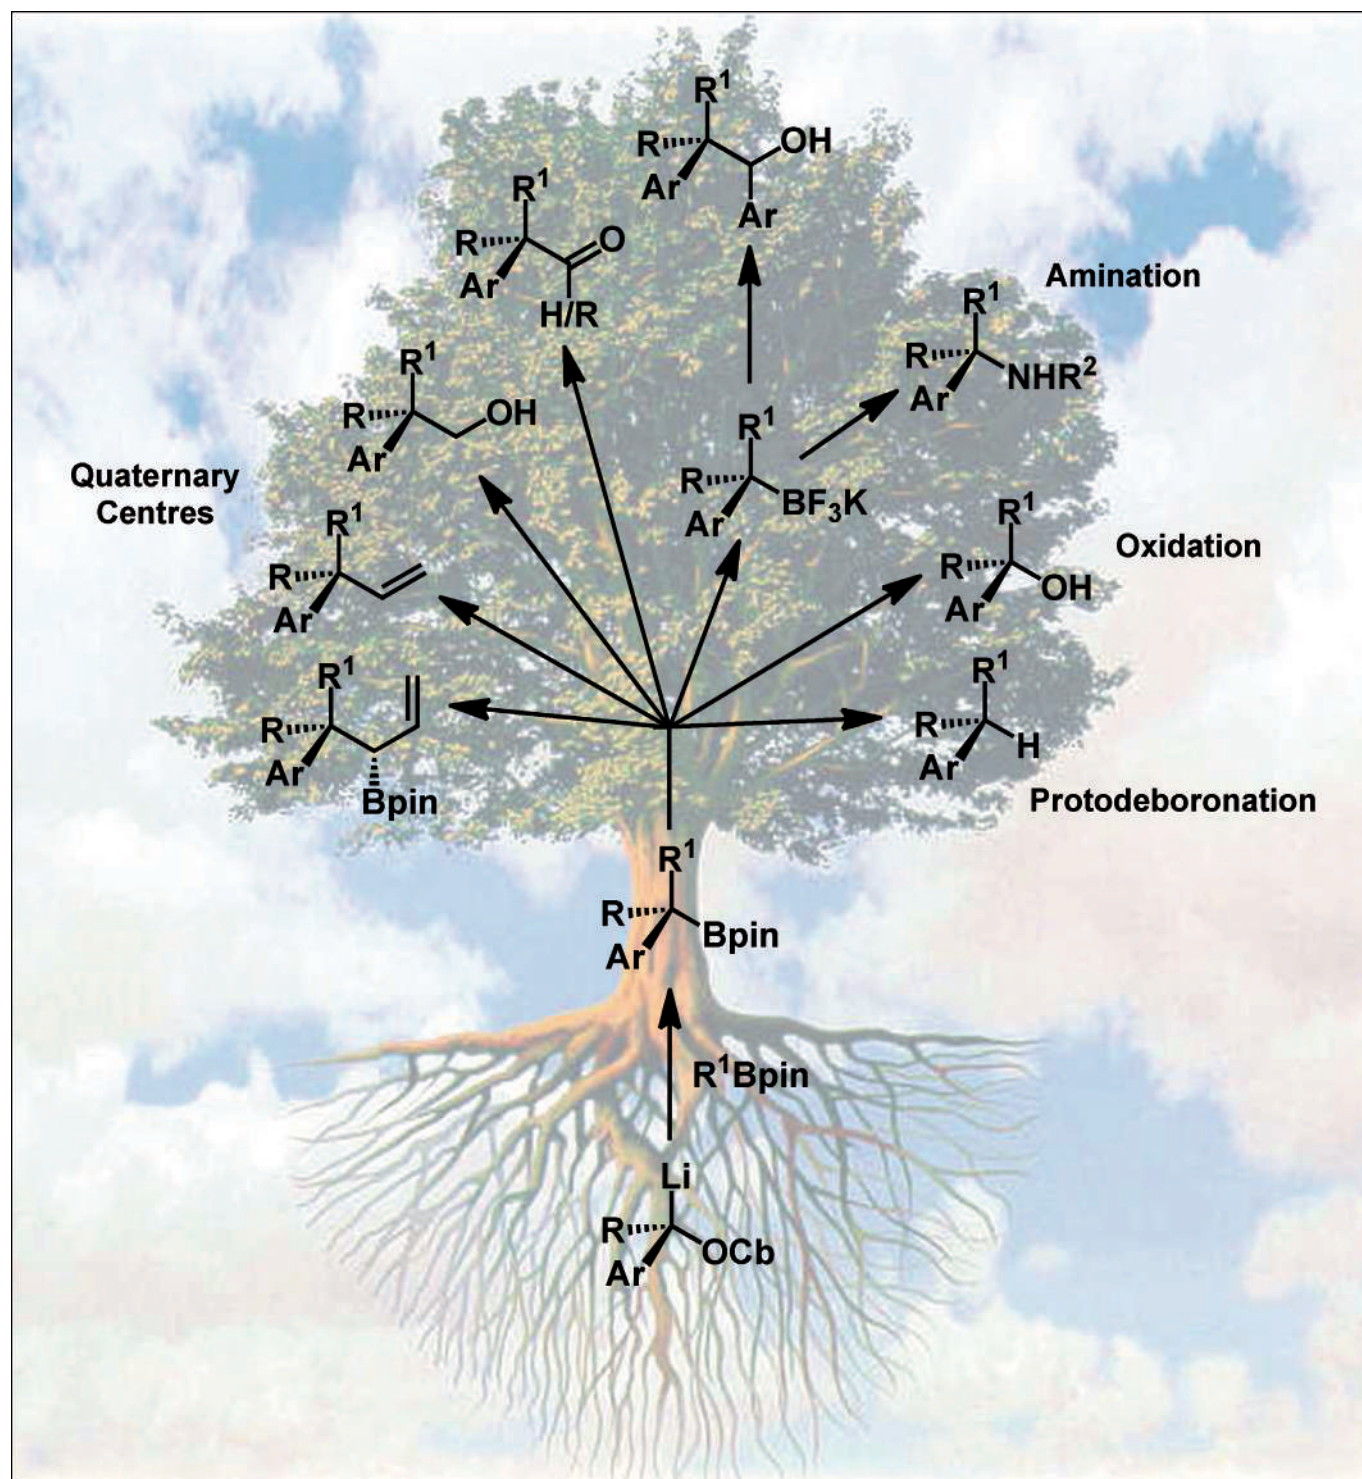 R¹
R
OH
Ar
Ar
R¹
R
O
Ar
H/R
Amination
R¹
R
NHR²
Ar
R¹
R
OH
Ar
R¹
R
BF₃K
Ar
Quaternary
Centres
R¹
R
Ar
R¹
R
OH
Ar
Oxidation
R¹
R
Ar
Bpin
R¹
R
H
Ar
Protodeboronation
R¹
R
Bpin
Ar
R¹Bpin
Li
R
OCb
Ar